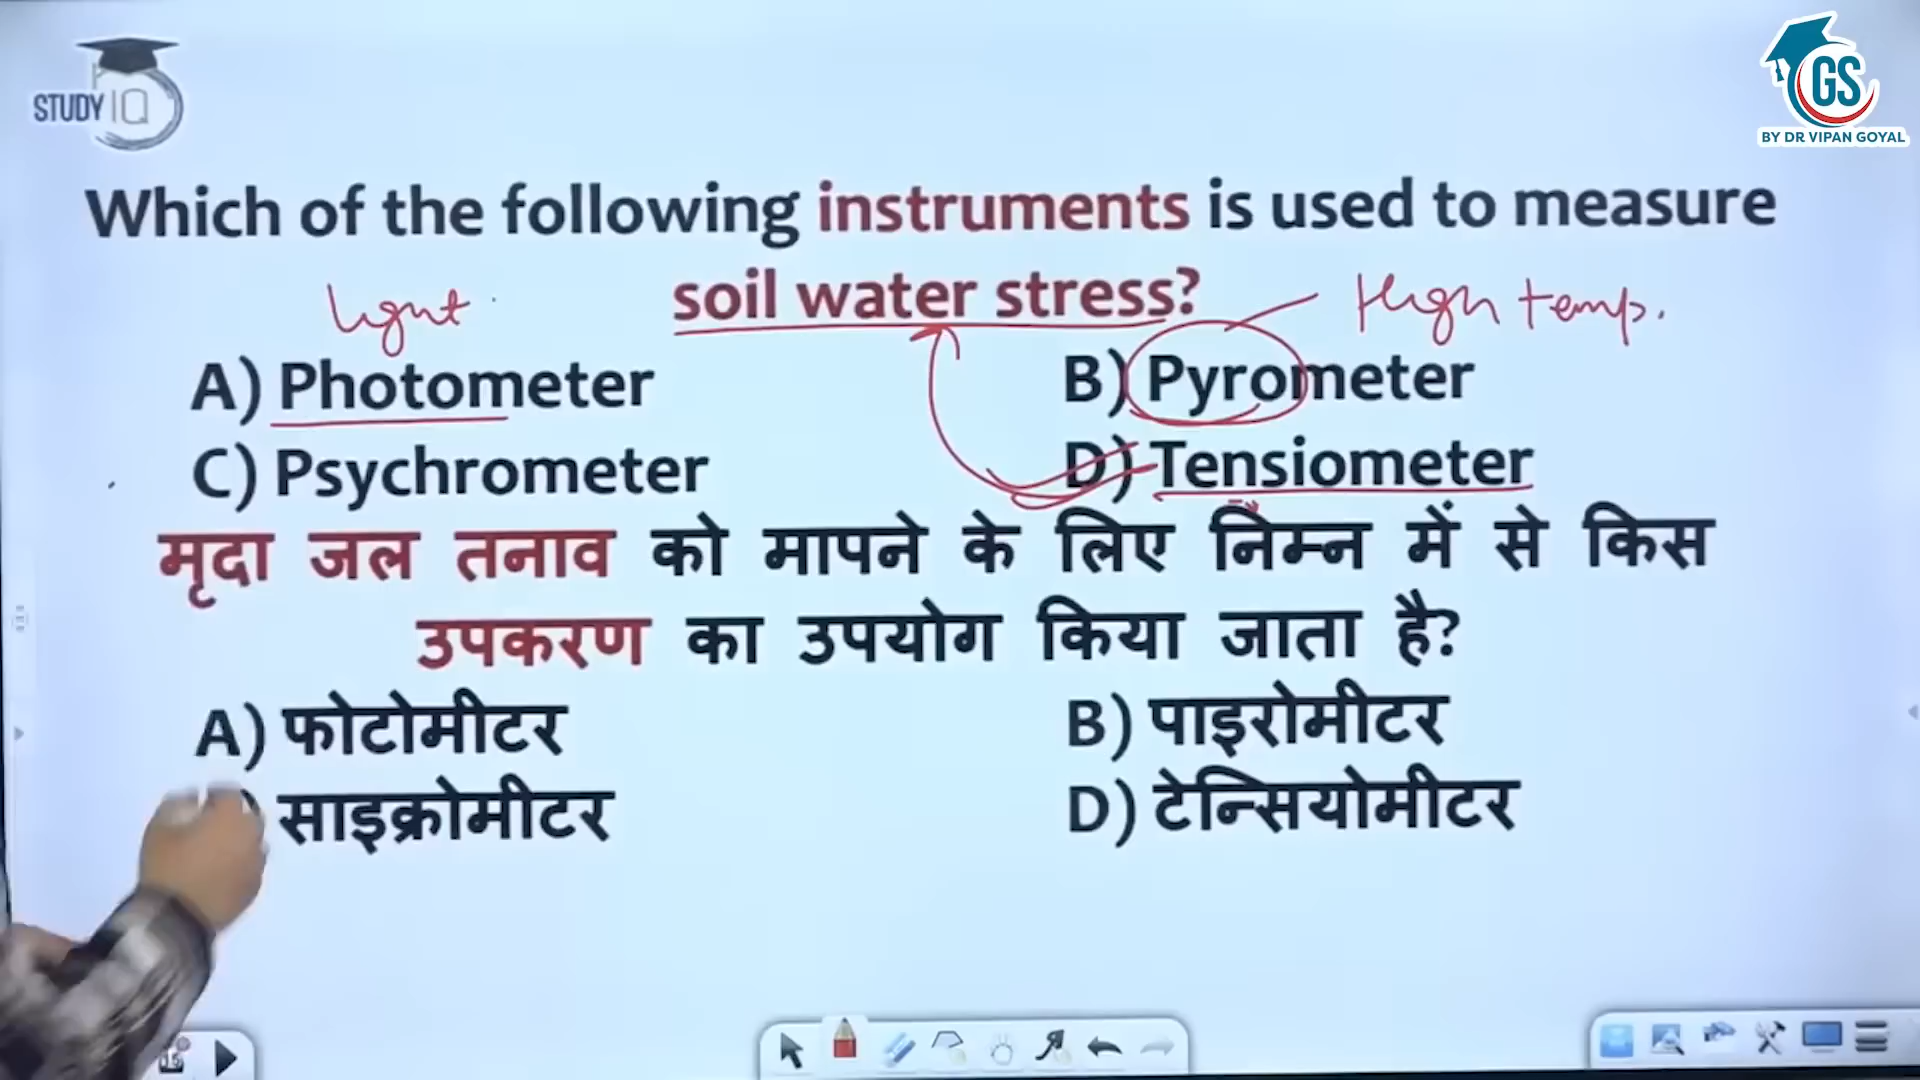 STUDY IQ
GS
BY DR VIPAN GOYAL
Which of the following instruments is used to measure
soil water stress?
light
High temp.
A) Photometer
B) Pyrometer
C) Psychrometer
D) Tensiometer
मृदा जल तनाव को मापने के लिए निम्न में से किस
उपकरण का उपयोग किया जाता है?
A) फोटोमीटर
B) पाइरोमीटर
) साइक्रोमीटर
D) टेन्सियोमीटर